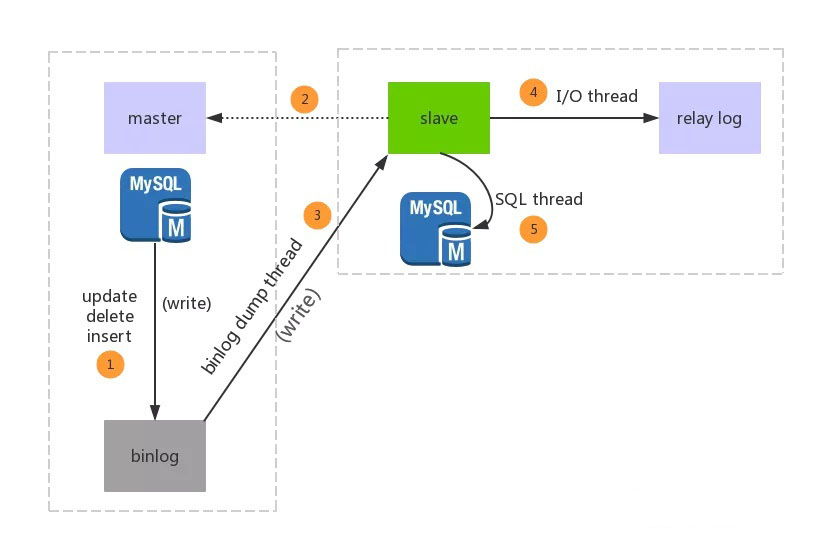 master
2
slave
4
I/O thread
relay log
MySQL
M
3
SQL thread
5
MySQL
M
binlog dump thread
(write)
update
delete
insert
(write)
1
binlog